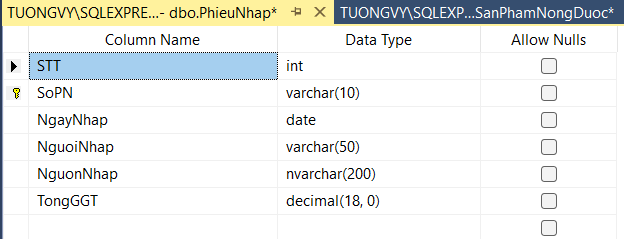 TUONGVY\SQLEXPRE...- dbo.PhieuNhap* TUONGVY\SQLEXP...SanPhamNongDuoc*
Column Name Data Type Allow Nulls
STT int
SoPN varchar(10)
NgayNhap date
NguoiNhap varchar(50)
NguonNhap nvarchar(200)
TongGGT decimal(18, 0)